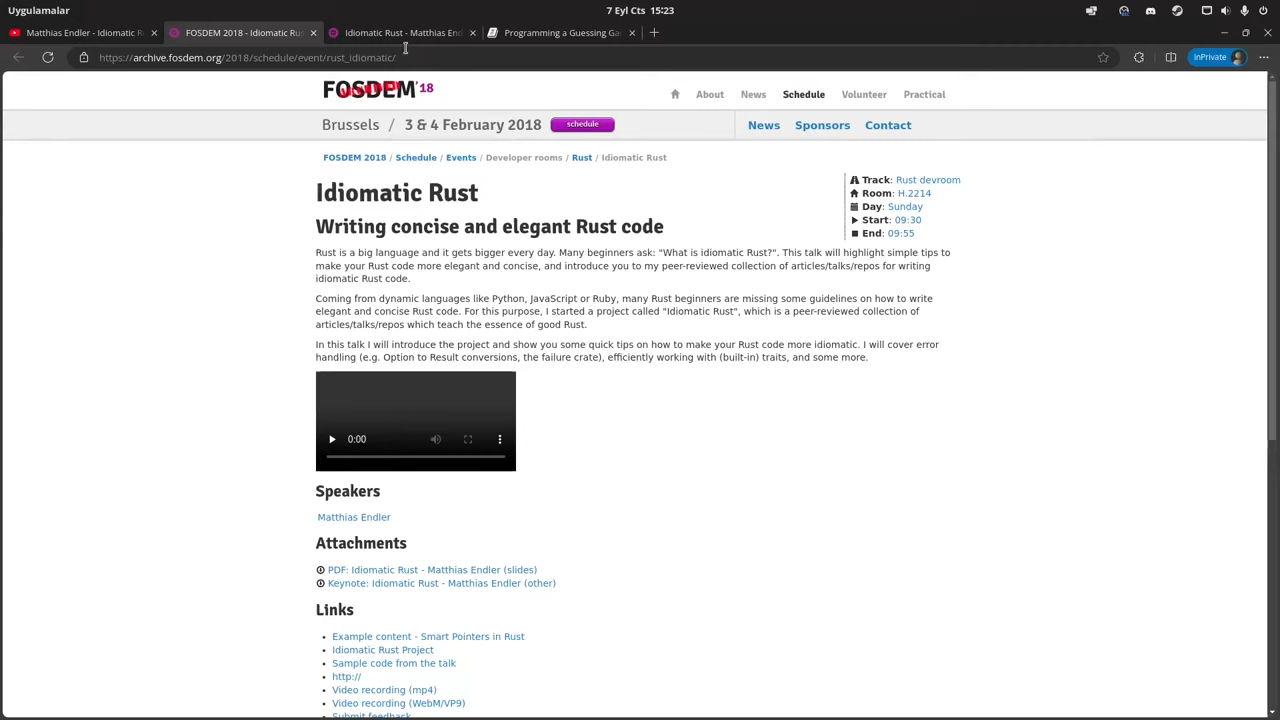 Uygulamalar
7 Eyl Cts 15:23
Matthias Endler - Idiomatic R
FOSDEM 2018 - Idiomatic Rus
Idiomatic Rust - Matthias End
Programming a Guessing Ga
https://archive.fosdem.org/2018/schedule/event/rust_idiomatic/
InPrivate
FOSDEM '18
About News Schedule Volunteer Practical
Brussels / 3 & 4 February 2018 schedule
News Sponsors Contact
FOSDEM 2018 / Schedule / Events / Developer rooms / Rust / Idiomatic Rust
Idiomatic Rust
Track: Rust devroom
Room: H.2214
Day: Sunday
Start: 09:30
End: 09:55
Writing concise and elegant Rust code
Rust is a big language and it gets bigger every day. Many beginners ask: "What is idiomatic Rust?". This talk will highlight simple tips to
make your Rust code more elegant and concise, and introduce you to my peer-reviewed collection of articles/talks/repos for writing
idiomatic Rust code.
Coming from dynamic languages like Python, JavaScript or Ruby, many Rust beginners are missing some guidelines on how to write
elegant and concise Rust code. For this purpose, I started a project called "Idiomatic Rust", which is a peer-reviewed collection of
articles/talks/repos which teach the essence of good Rust.
In this talk I will introduce the project and show you some quick tips on how to make your Rust code more idiomatic. I will cover error
handling (e.g. Option to Result conversions, the failure crate), efficiently working with (built-in) traits, and some more.
0:00
Speakers
Matthias Endler
Attachments
PDF: Idiomatic Rust - Matthias Endler (slides)
Keynote: Idiomatic Rust - Matthias Endler (other)
Links
Example content - Smart Pointers in Rust
Idiomatic Rust Project
Sample code from the talk
http://
Video recording (mp4)
Video recording (WebM/VP9)
Submit feedback